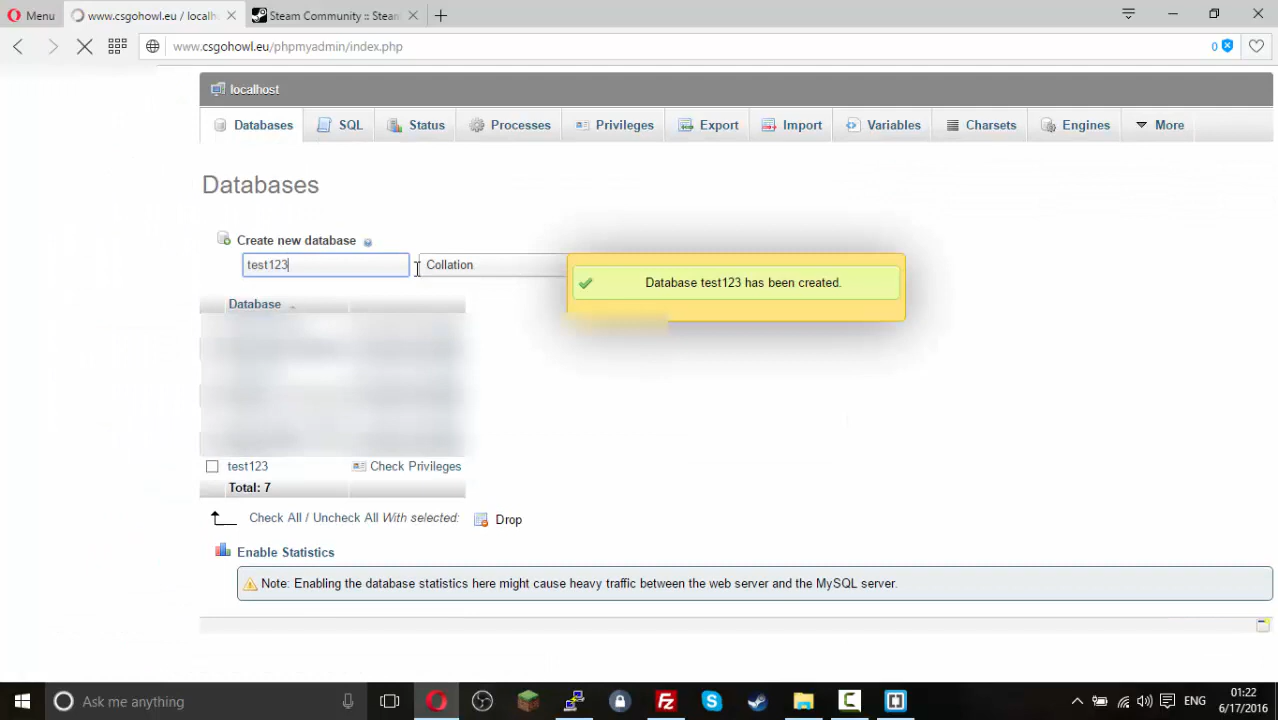 Menu
www.csgohowl.eu / localh
Steam Community :: Steam
www.csgohowl.eu/phpmyadmin/index.php
0
localhost
Databases SQL Status Processes Privileges Export Import Variables Charsets Engines More
Databases
Create new database
test123 Collation
Database test123 has been created.
Database
test123 Check Privileges
Total: 7
Check All / Uncheck All With selected: Drop
Enable Statistics
Note: Enabling the database statistics here might cause heavy traffic between the web server and the MySQL server.
Ask me anything
ENG
01:22
6/17/2016